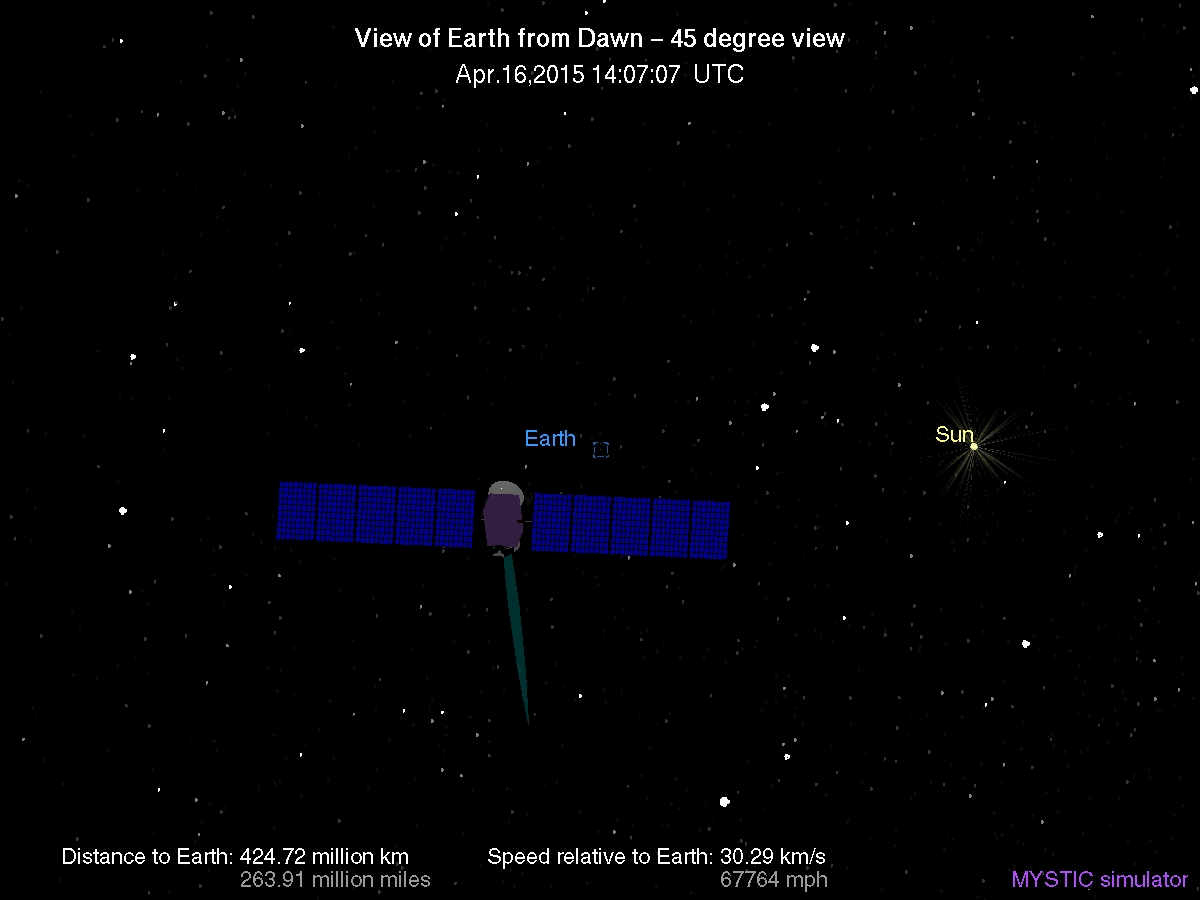 View of Earth from Dawn – 45 degree view
Apr.16,2015 14:07:07 UTC
Sun
Earth
Distance to Earth: 424.72 million km
263.91 million miles
Speed relative to Earth: 30.29 km/s
67764 mph
MYSTIC simulator